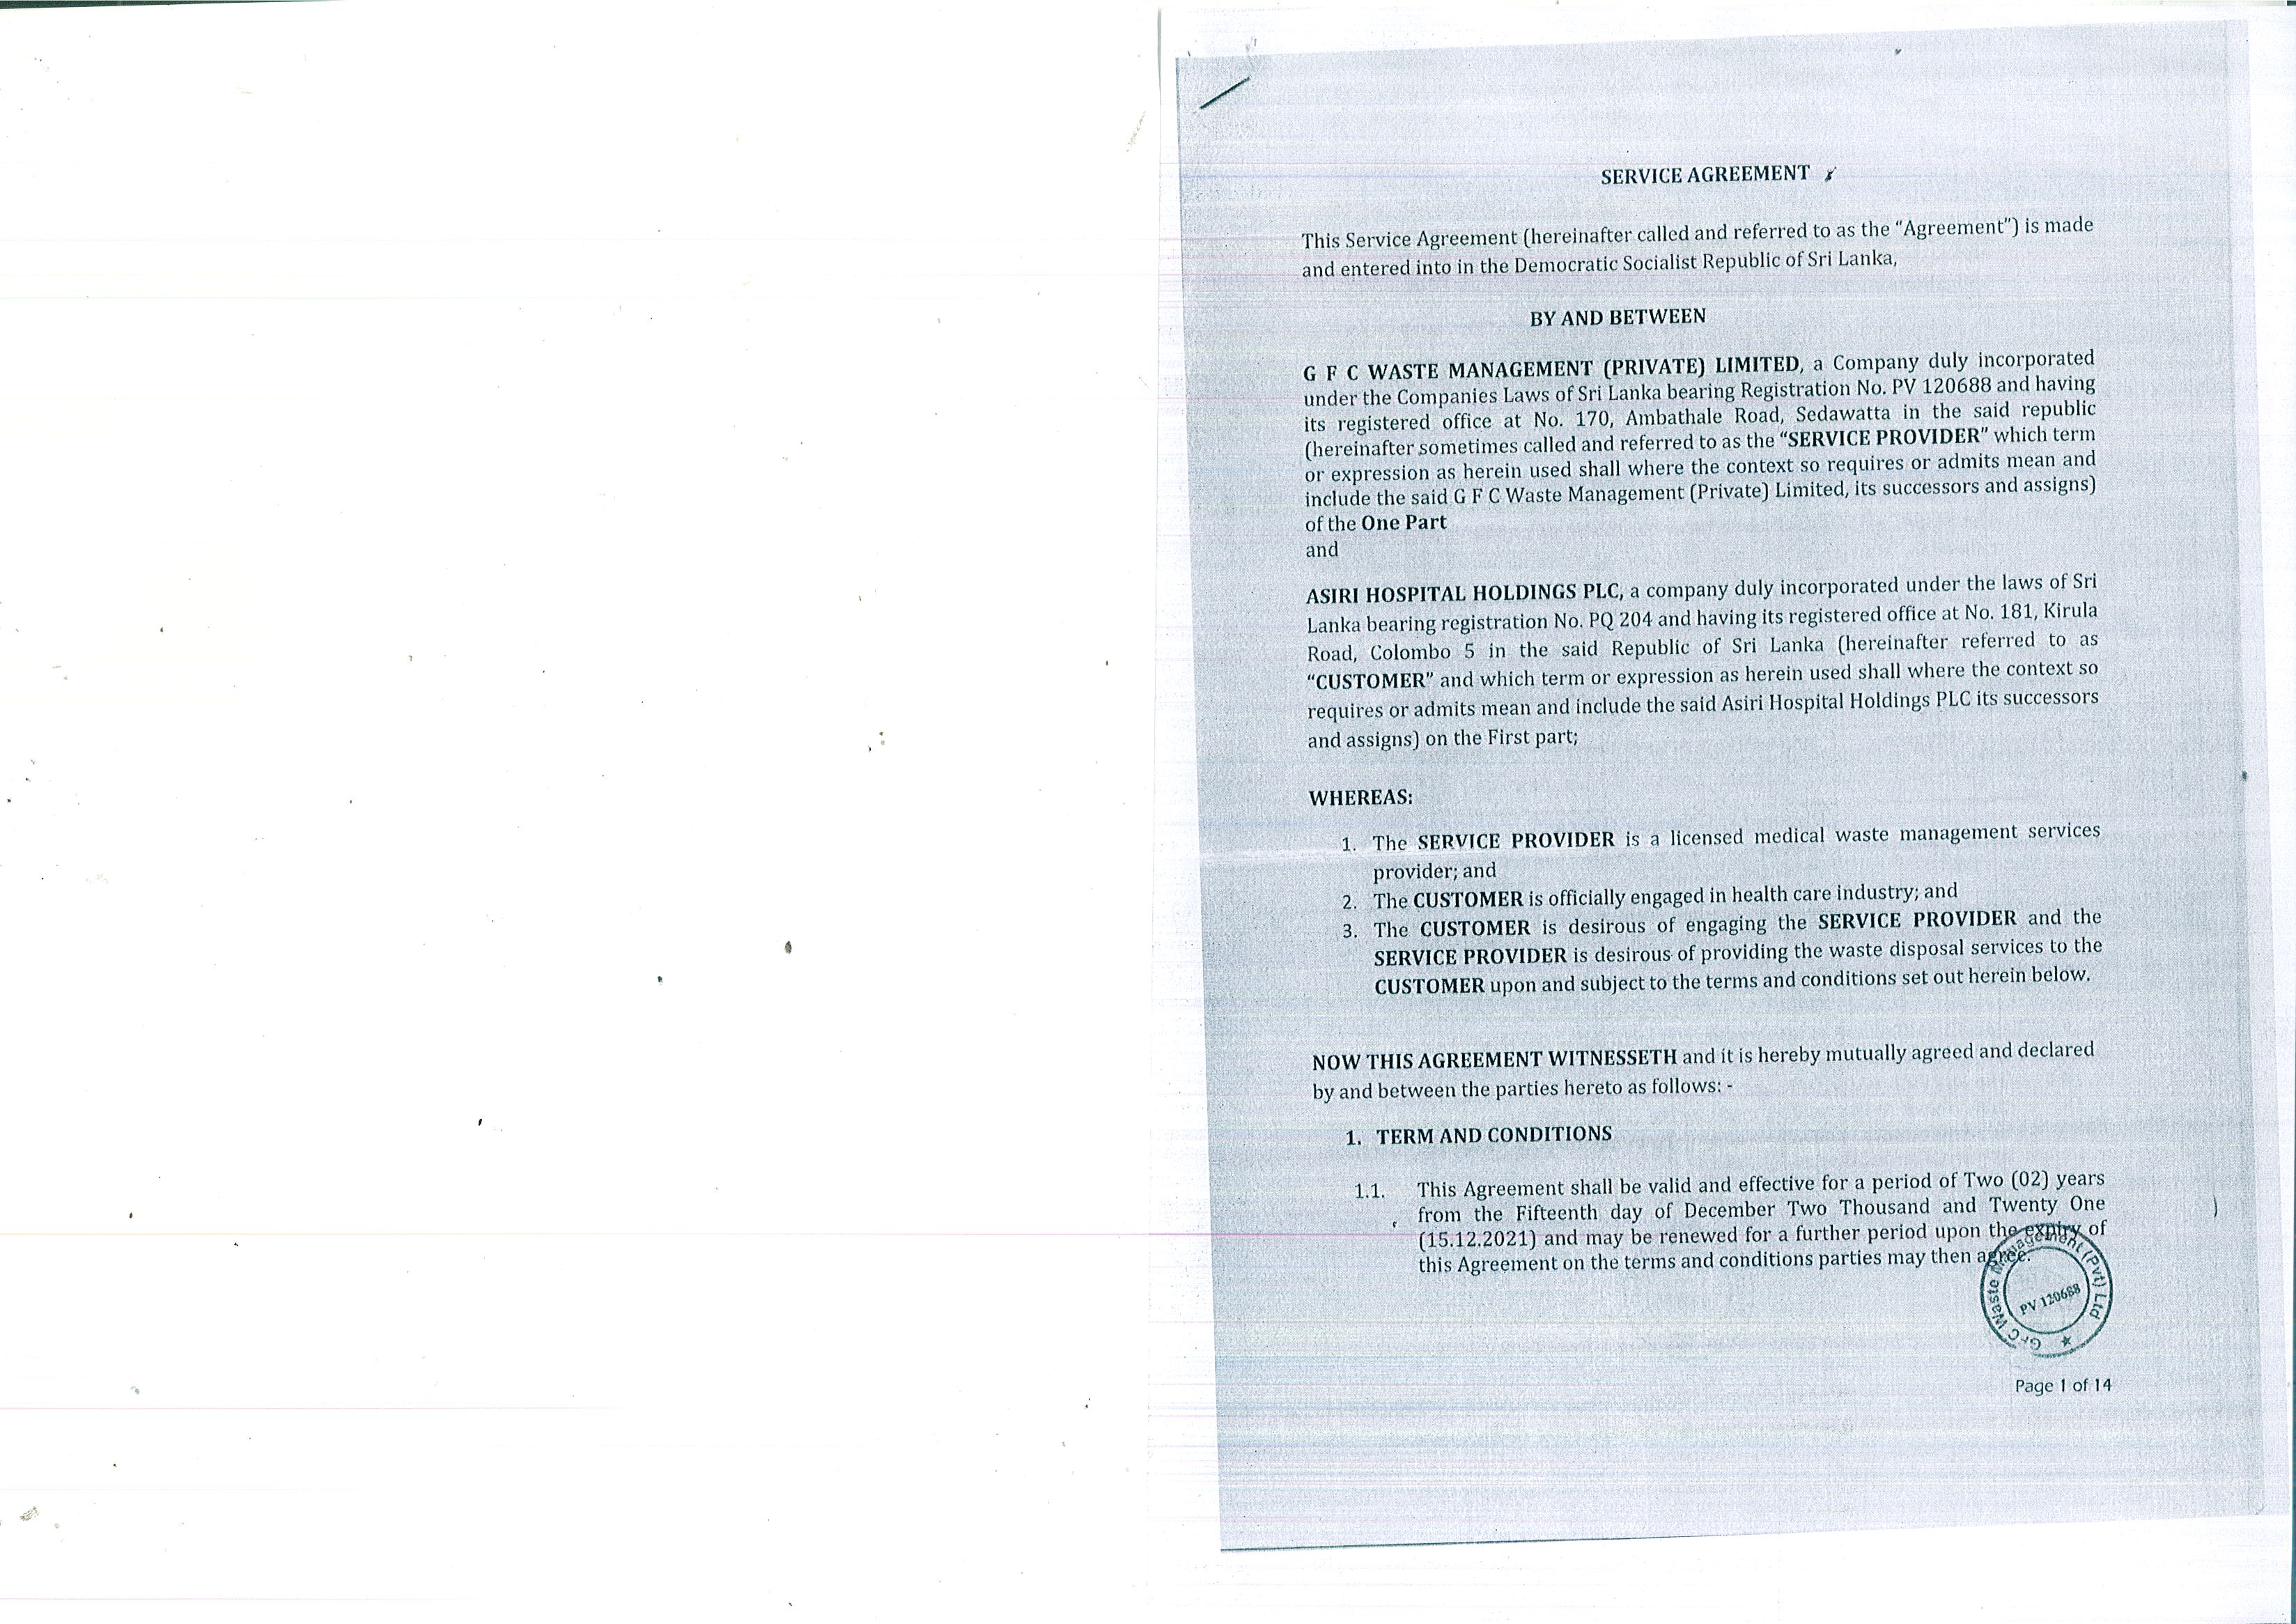 SERVICE AGREEMENT
This Service Agreement (hereinafter called and referred to as the “Agreement”) is made
and entered into in the Democratic Socialist Republic of Sri Lanka,
BY AND BETWEEN
G F C WASTE MANAGEMENT (PRIVATE) LIMITED, a Company duly incorporated
under the Companies Laws of Sri Lanka bearing Registration No. PV 120688 and having
its registered office at No. 170, Ambathale Road, Sedawatta in the said republic
(hereinafter sometimes called and referred to as the “SERVICE PROVIDER” which term
or expression as herein used shall where the context so requires or admits mean and
include the said G F C Waste Management (Private) Limited, its successors and assigns)
of the One Part
and
ASIRI HOSPITAL HOLDINGS PLC, a company duly incorporated under the laws of Sri
Lanka bearing registration No. PQ 204 and having its registered office at No. 181, Kirula
Road, Colombo 5 in the said Republic of Sri Lanka (hereinafter referred to as
“CUSTOMER” and which term or expression as herein used shall where the context so
requires or admits mean and include the said Asiri Hospital Holdings PLC its successors
and assigns) on the First part;
WHEREAS:
1. The SERVICE PROVIDER is a licensed medical waste management services
provider; and
2. The CUSTOMER is officially engaged in health care industry; and
3. The CUSTOMER is desirous of engaging the SERVICE PROVIDER and the
SERVICE PROVIDER is desirous of providing the waste disposal services to the
CUSTOMER upon and subject to the terms and conditions set out herein below.
NOW THIS AGREEMENT WITNESSETH and it is hereby mutually agreed and declared
by and between the parties hereto as follows: -
1. TERM AND CONDITIONS
1.1. This Agreement shall be valid and effective for a period of Two (02) years
from the Fifteenth day of December Two Thousand and Twenty One
(15.12.2021) and may be renewed for a further period upon the expiry of
this Agreement on the terms and conditions parties may then agree.
GFC Waste Management (Pvt) Ltd
PV 120688
Page 1 of 14